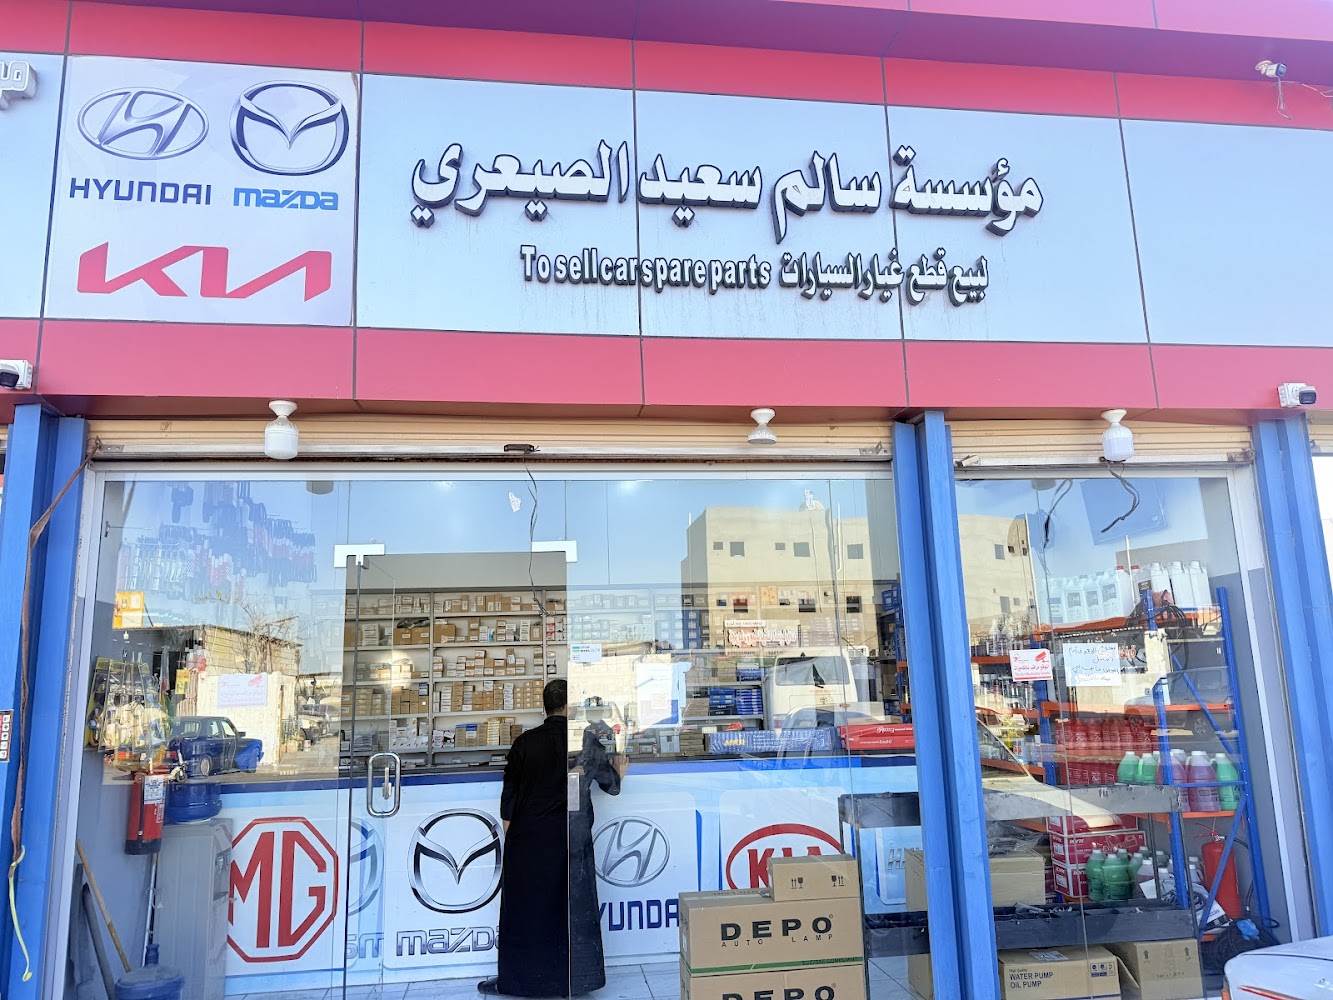 مؤسسة سالم سعيد الصيعري
لبيع قطع غيار السيارات To sell car spare parts
HYUNDAI mazda
KIA
MG
mazda
HYUNDAI
KIA
DEPO
AUTO LAMP
DEPO
WATER PUMP
OIL PUMP